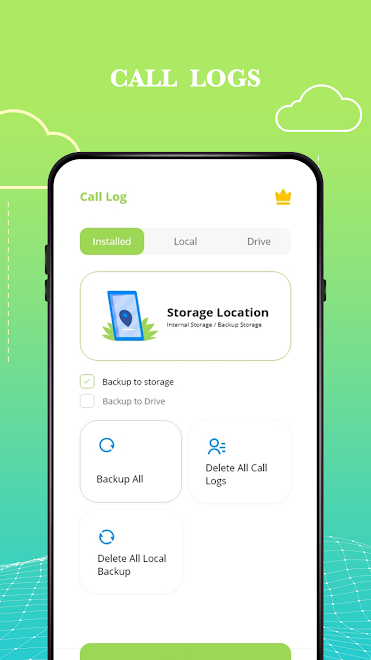 CALL LOGS
Call Log
Installed
Local
Drive
Storage Location
Internal Storage / Backup Storage
Backup to storage
Backup to Drive
Backup All
Delete All Call
Logs
Delete All Local
Backup